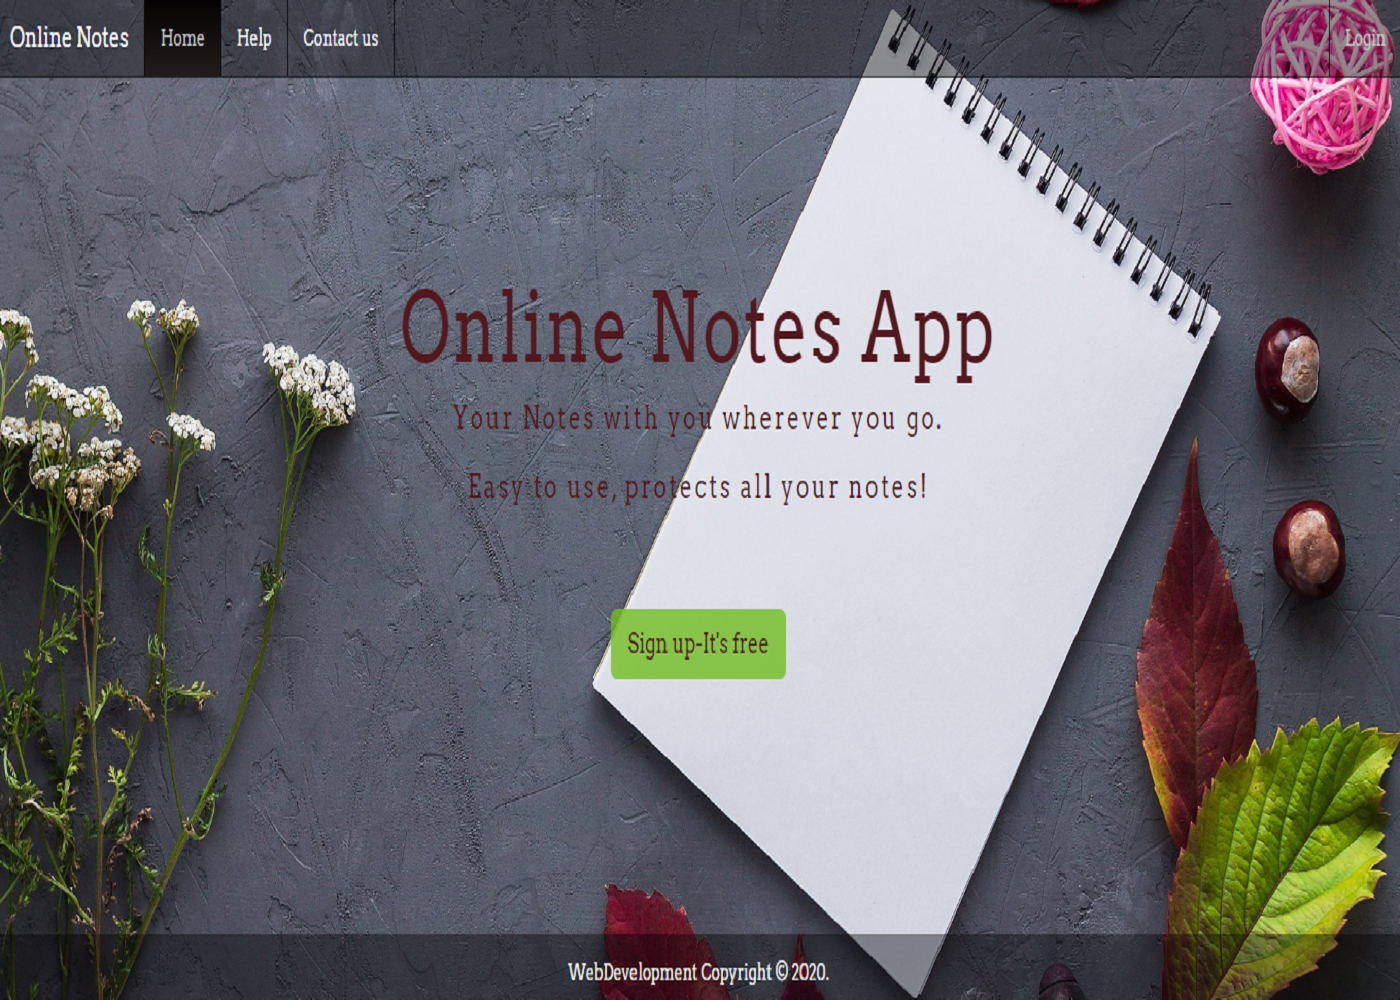 Online Notes Home Help Contact us Login
Online Notes App
Your Notes with you wherever you go.
Easy to use, protects all your notes!
Sign up-It's free
WebDevelopment Copyright © 2020.